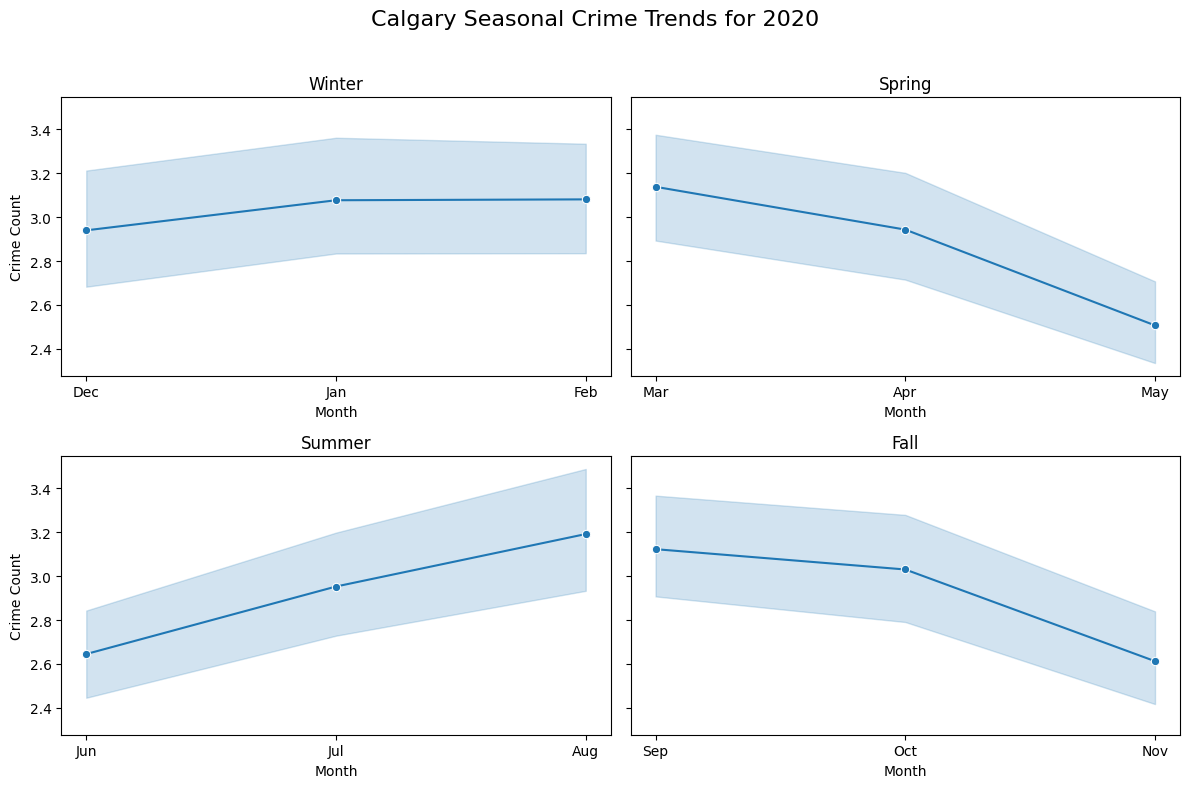 Calgary Seasonal Crime Trends for 2020
Winter
Crime Count
3.4
3.2
3.0
2.8
2.6
2.4
Dec Jan Feb
Month
Spring
Mar Apr May
Month
Summer
Crime Count
3.4
3.2
3.0
2.8
2.6
2.4
Jun Jul Aug
Month
Fall
Sep Oct Nov
Month